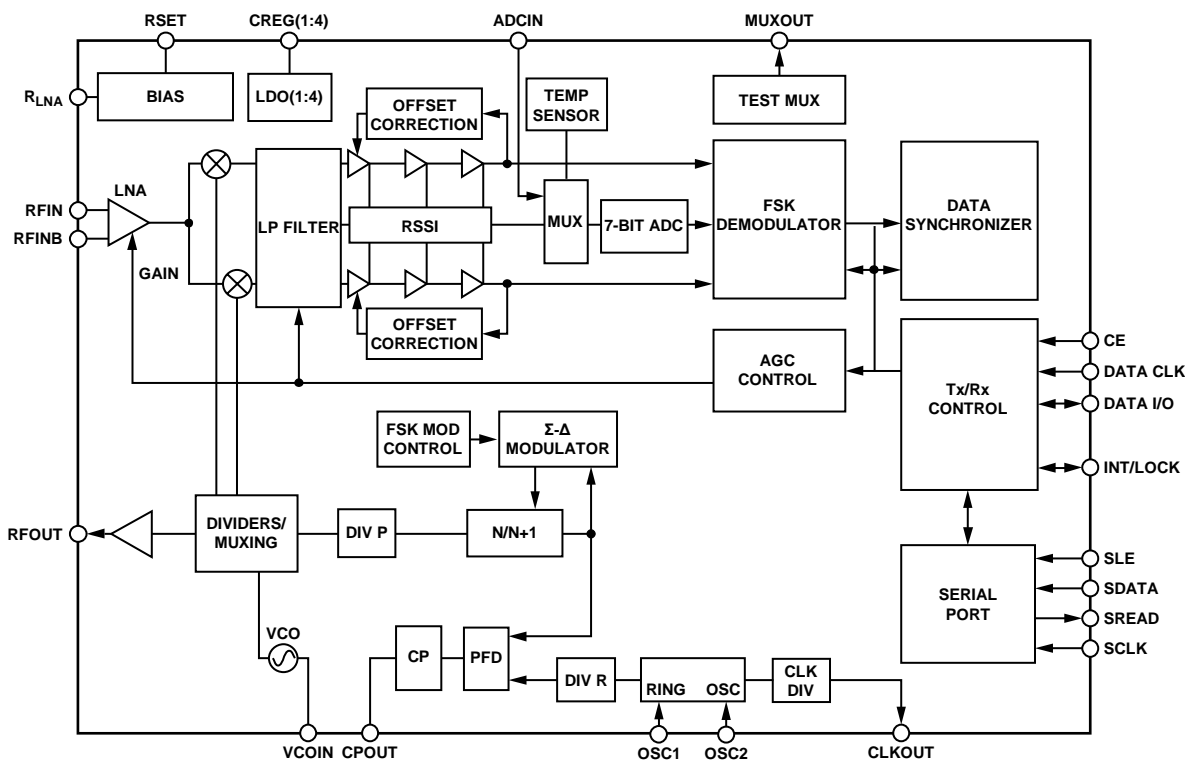 RSET
CREG(1:4)
ADCIN
MUXOUT
R_LNA
BIAS
LDO(1:4)
OFFSET
CORRECTION
TEMP
SENSOR
TEST MUX
LNA
RFIN
RFINB
GAIN
LP FILTER
RSSI
MUX
7-BIT ADC
FSK
DEMODULATOR
DATA
SYNCHRONIZER
OFFSET
CORRECTION
AGC
CONTROL
Tx/Rx
CONTROL
CE
DATA CLK
DATA I/O
INT/LOCK
FSK MOD
CONTROL
Σ-Δ
MODULATOR
RFOUT
DIVIDERS/
MUXING
DIV P
N/N+1
SERIAL
PORT
SLE
SDATA
SREAD
SCLK
VCO
CP
PFD
DIV R
RING
OSC
CLK
DIV
VCOIN
CPOUT
OSC1
OSC2
CLKOUT